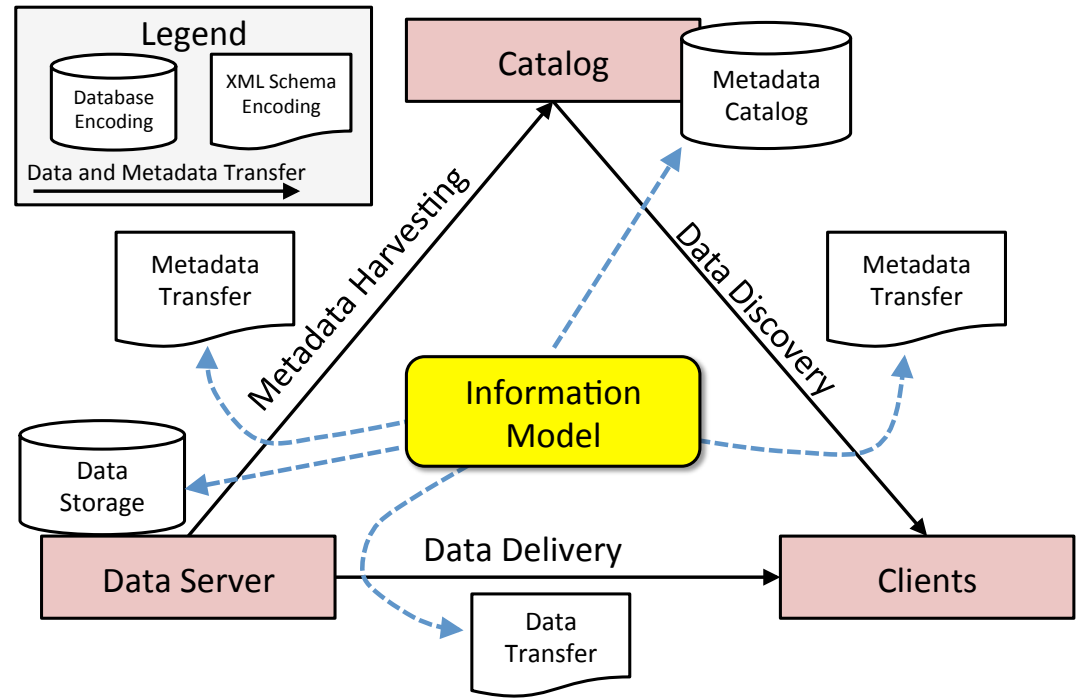 Legend
Database
Encoding
XML Schema
Encoding
Data and Metadata Transfer
Catalog
Metadata
Catalog
Metadata
Transfer
Metadata Harvesting
Data Discovery
Metadata
Transfer
Information
Model
Data
Storage
Data Server
Data Delivery
Clients
Data
Transfer